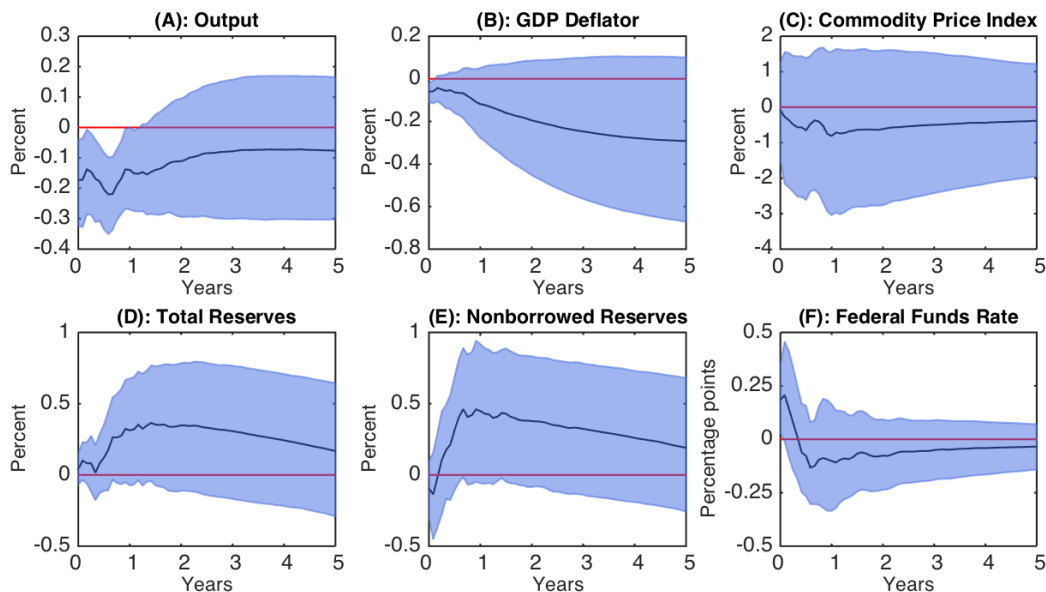 (A): Output
Percent
0.3
0.2
0.1
0
-0.1
-0.2
-0.3
-0.4
0 1 2 3 4 5
Years
(B): GDP Deflator
Percent
0.2
0
-0.2
-0.4
-0.6
-0.8
0 1 2 3 4 5
Years
(C): Commodity Price Index
Percent
2
1
0
-1
-2
-3
-4
0 1 2 3 4 5
Years
(D): Total Reserves
Percent
1
0.5
0
-0.5
0 1 2 3 4 5
Years
(E): Nonborrowed Reserves
Percent
1
0.5
0
-0.5
0 1 2 3 4 5
Years
(F): Federal Funds Rate
Percentage points
0.5
0.25
0
-0.25
-0.5
0 1 2 3 4 5
Years